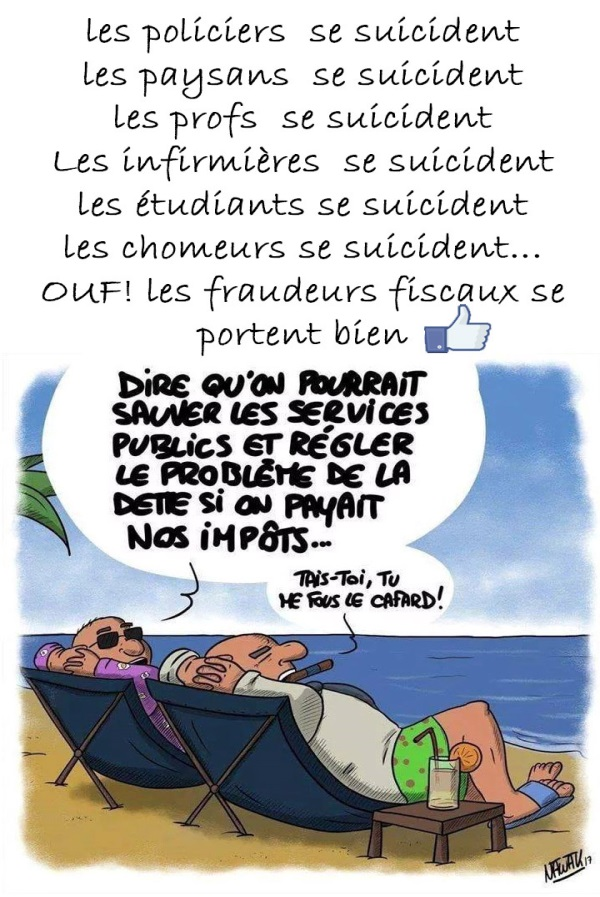 les policiers se suicident
les paysans se suicident
les profs se suicident
Les infirmières se suicident
les étudiants se suicident
les chomeurs se suicident...
OUF! les fraudeurs fiscaux se
portent bien
DIRE QU'ON POURRAIT
SAUVER LES SERVICES
PUBLICS ET RÉGLER
LE PROBLÊME DE LA
DETTE SI ON PAYAIT
NOS IMPÔTS...
TAIS-TOI, TU
ME FOUS LE CAFARD!
NAWAK 17